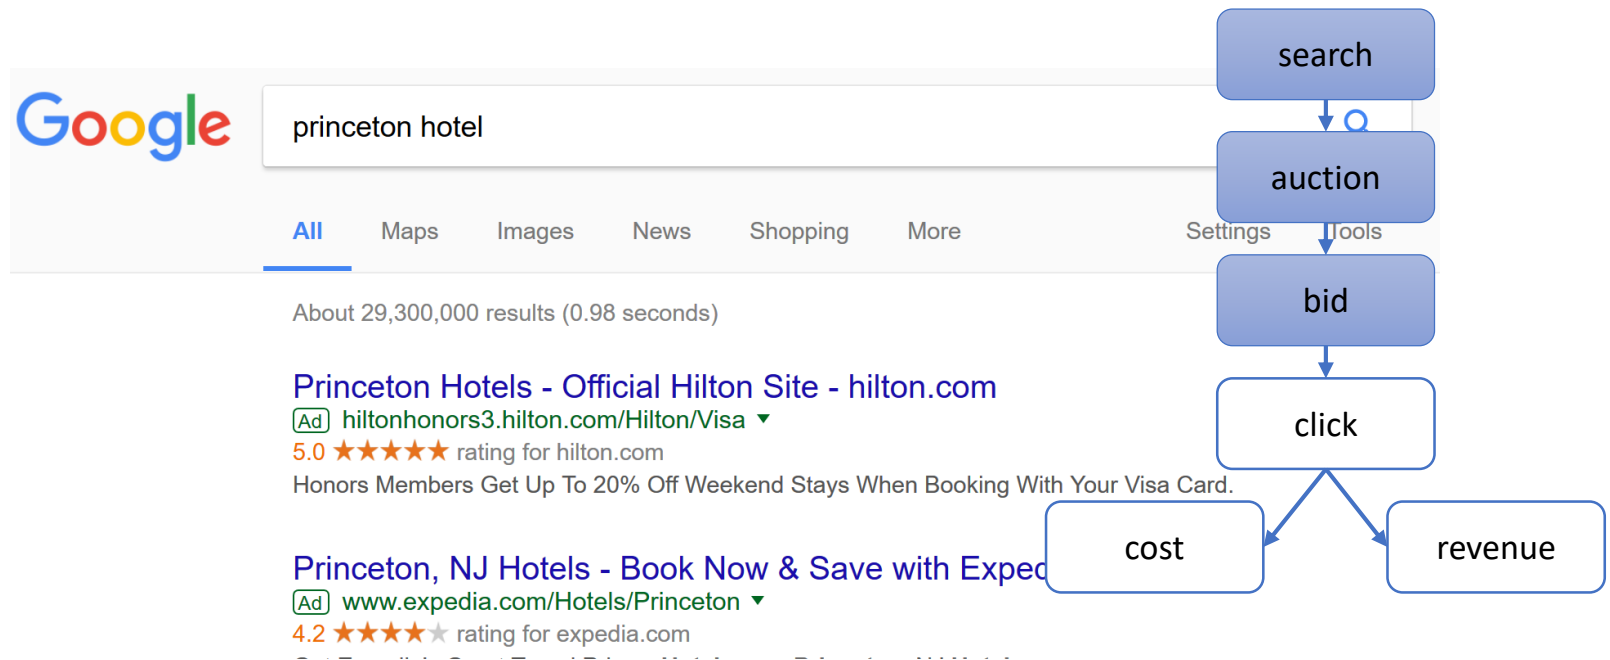 search
Google
princeton hotel
auction
All Maps Images News Shopping More Settings Tools
bid
About 29,300,000 results (0.98 seconds)
Princeton Hotels - Official Hilton Site - hilton.com
Ad hiltonhonors3.hilton.com/Hilton/Visa
click
5.0 ★★★★★ rating for hilton.com
Honors Members Get Up To 20% Off Weekend Stays When Booking With Your Visa Card.
cost
revenue
Princeton, NJ Hotels - Book Now & Save with
Ad www.expedia.com/Hotels/Princeton
4.2 ★★★★★ rating for expedia.com